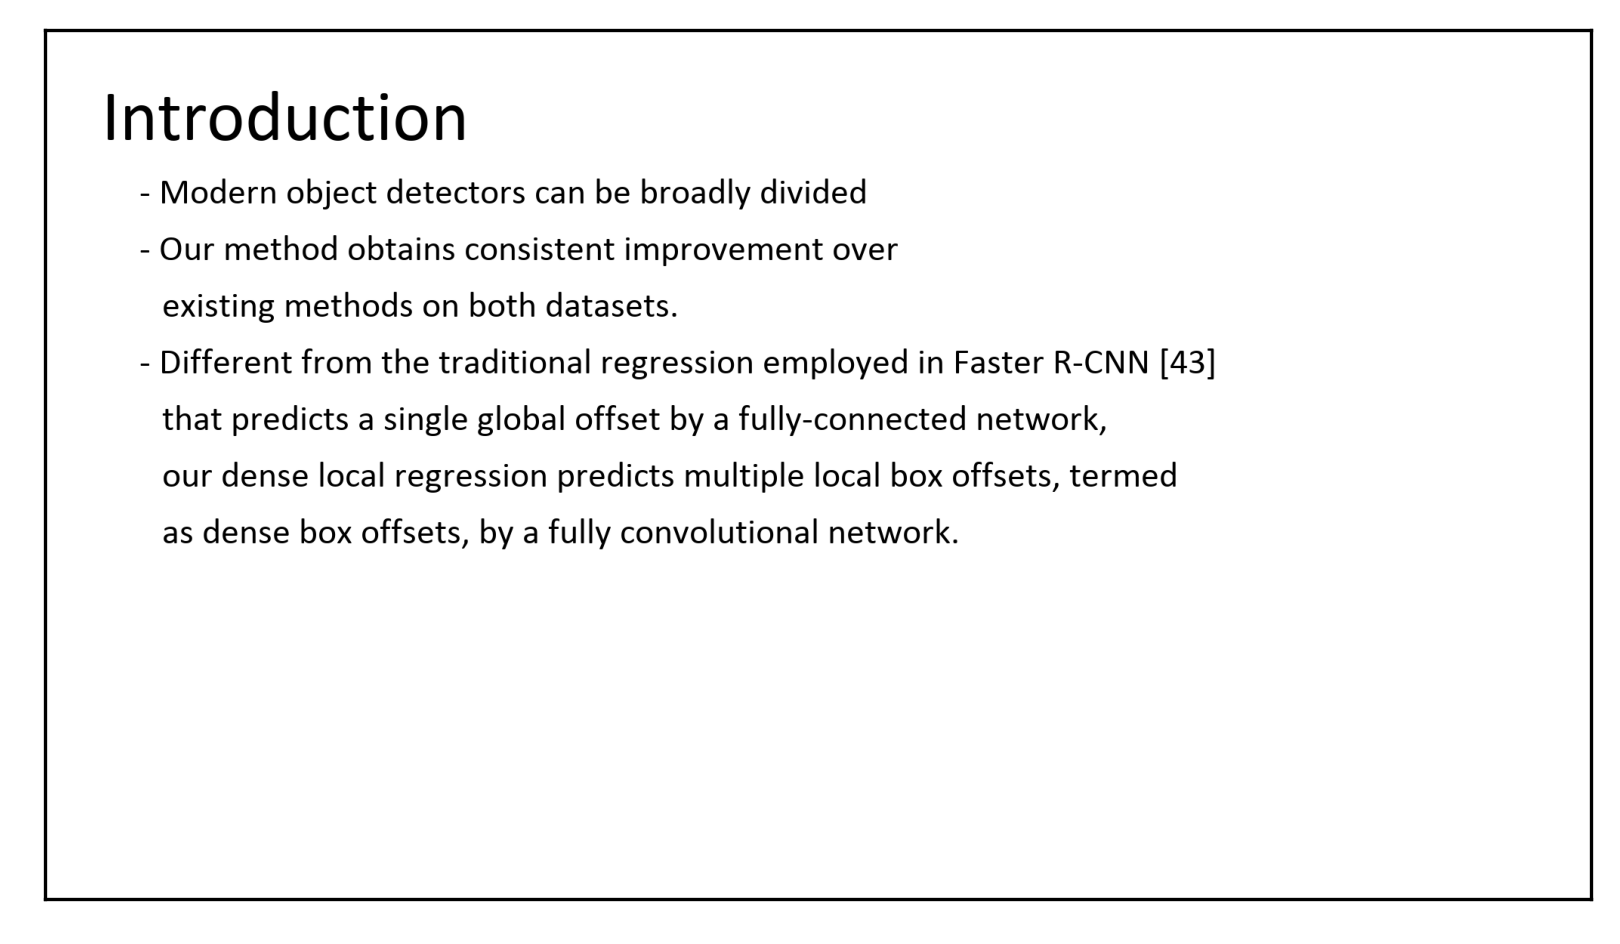 Introduction
- Modern object detectors can be broadly divided
- Our method obtains consistent improvement over
existing methods on both datasets.
- Different from the traditional regression employed in Faster R-CNN [43]
that predicts a single global offset by a fully-connected network,
our dense local regression predicts multiple local box offsets, termed
as dense box offsets, by a fully convolutional network.